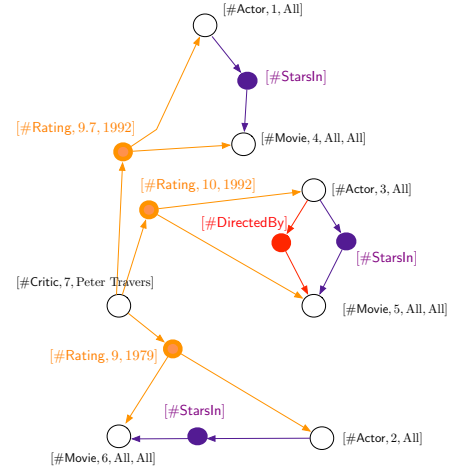 [#Actor, 1, All]
[#StarsIn]
[#Rating, 9.7, 1992]
[#Movie, 4, All, All]
[#Rating, 10, 1992]
[#Actor, 3, All]
[#DirectedBy]
[#StarsIn]
[#Critic, 7, Peter Travers]
[#Movie, 5, All, All]
[#Rating, 9, 1979]
[#StarsIn]
[#Actor, 2, All]
[#Movie, 6, All, All]